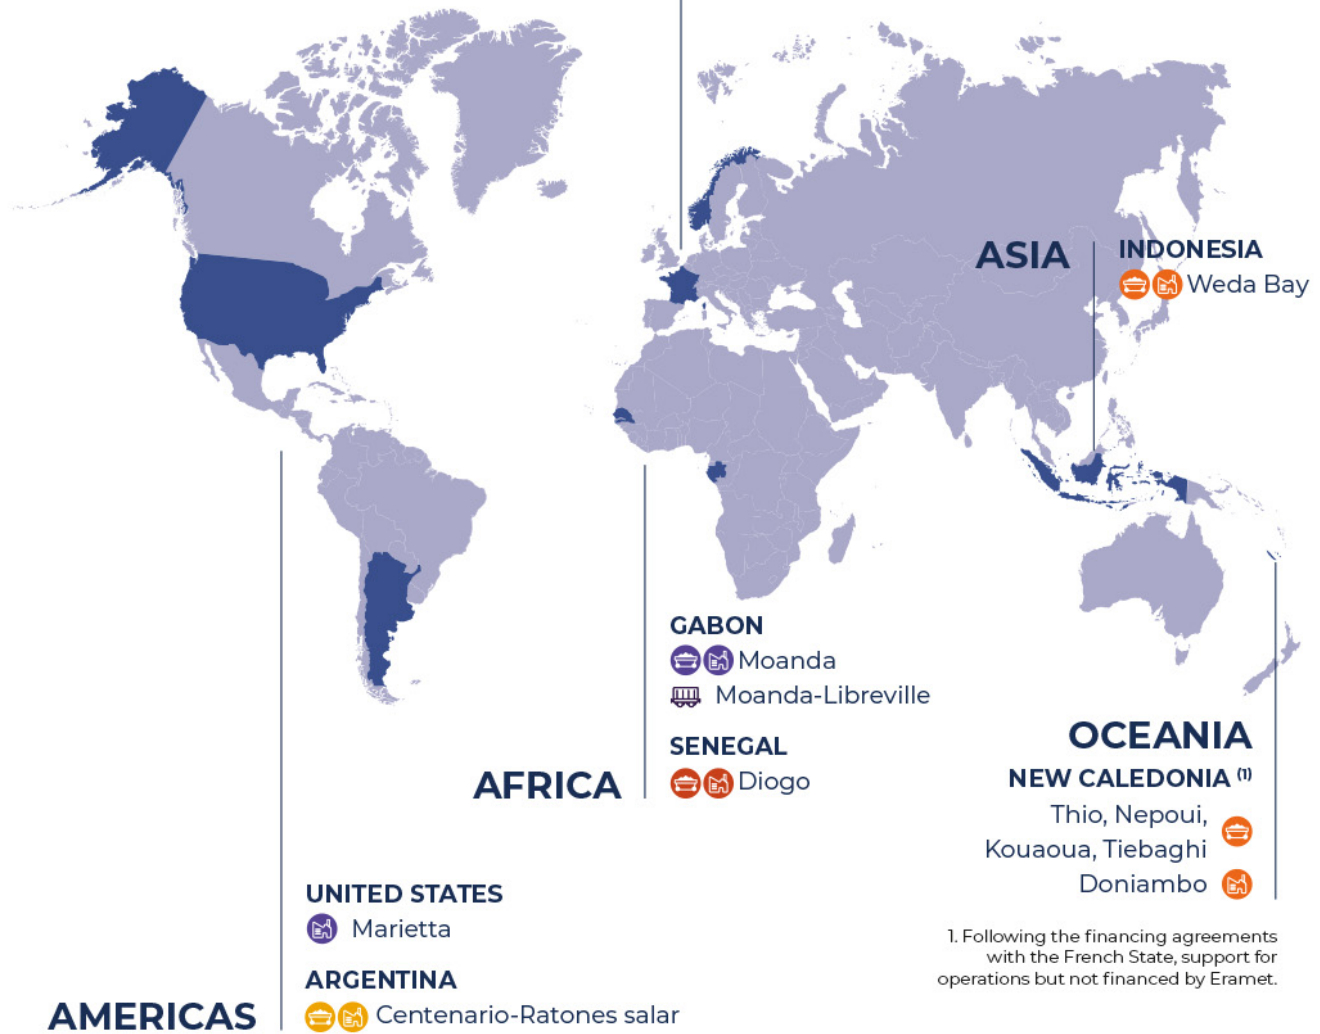 ASIA
INDONESIA
Weda Bay
GABON
Moanda
Moanda-Libreville
SENEGAL
Diogo
AFRICA
OCEANIA
NEW CALEDONIA (1)
Thio, Nepoui,
Kouaoua, Tiebaghi
Doniambo
1. Following the financing agreements
with the French State, support for
operations but not financed by Eramet.
UNITED STATES
Marietta
ARGENTINA
Centenario-Ratones salar
AMERICAS